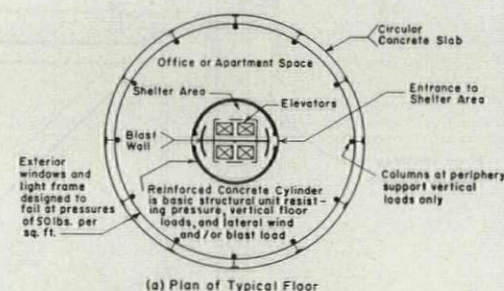 Circular
Concrete Slab
Office or Apartment Space
Shelter Area
Elevators
Entrance to
Shelter Area
Blast
Wall
Exterior
windows and
light frame
designed to
fail at pressures
of 50 lbs. per
sq. ft.
Reinforced Concrete Cylinder
is basic structural unit resist-
ing pressure, vertical floor
loads, and lateral wind
and/or blast load
Columns at periphery
support vertical
loads only
(a) Plan of Typical Floor